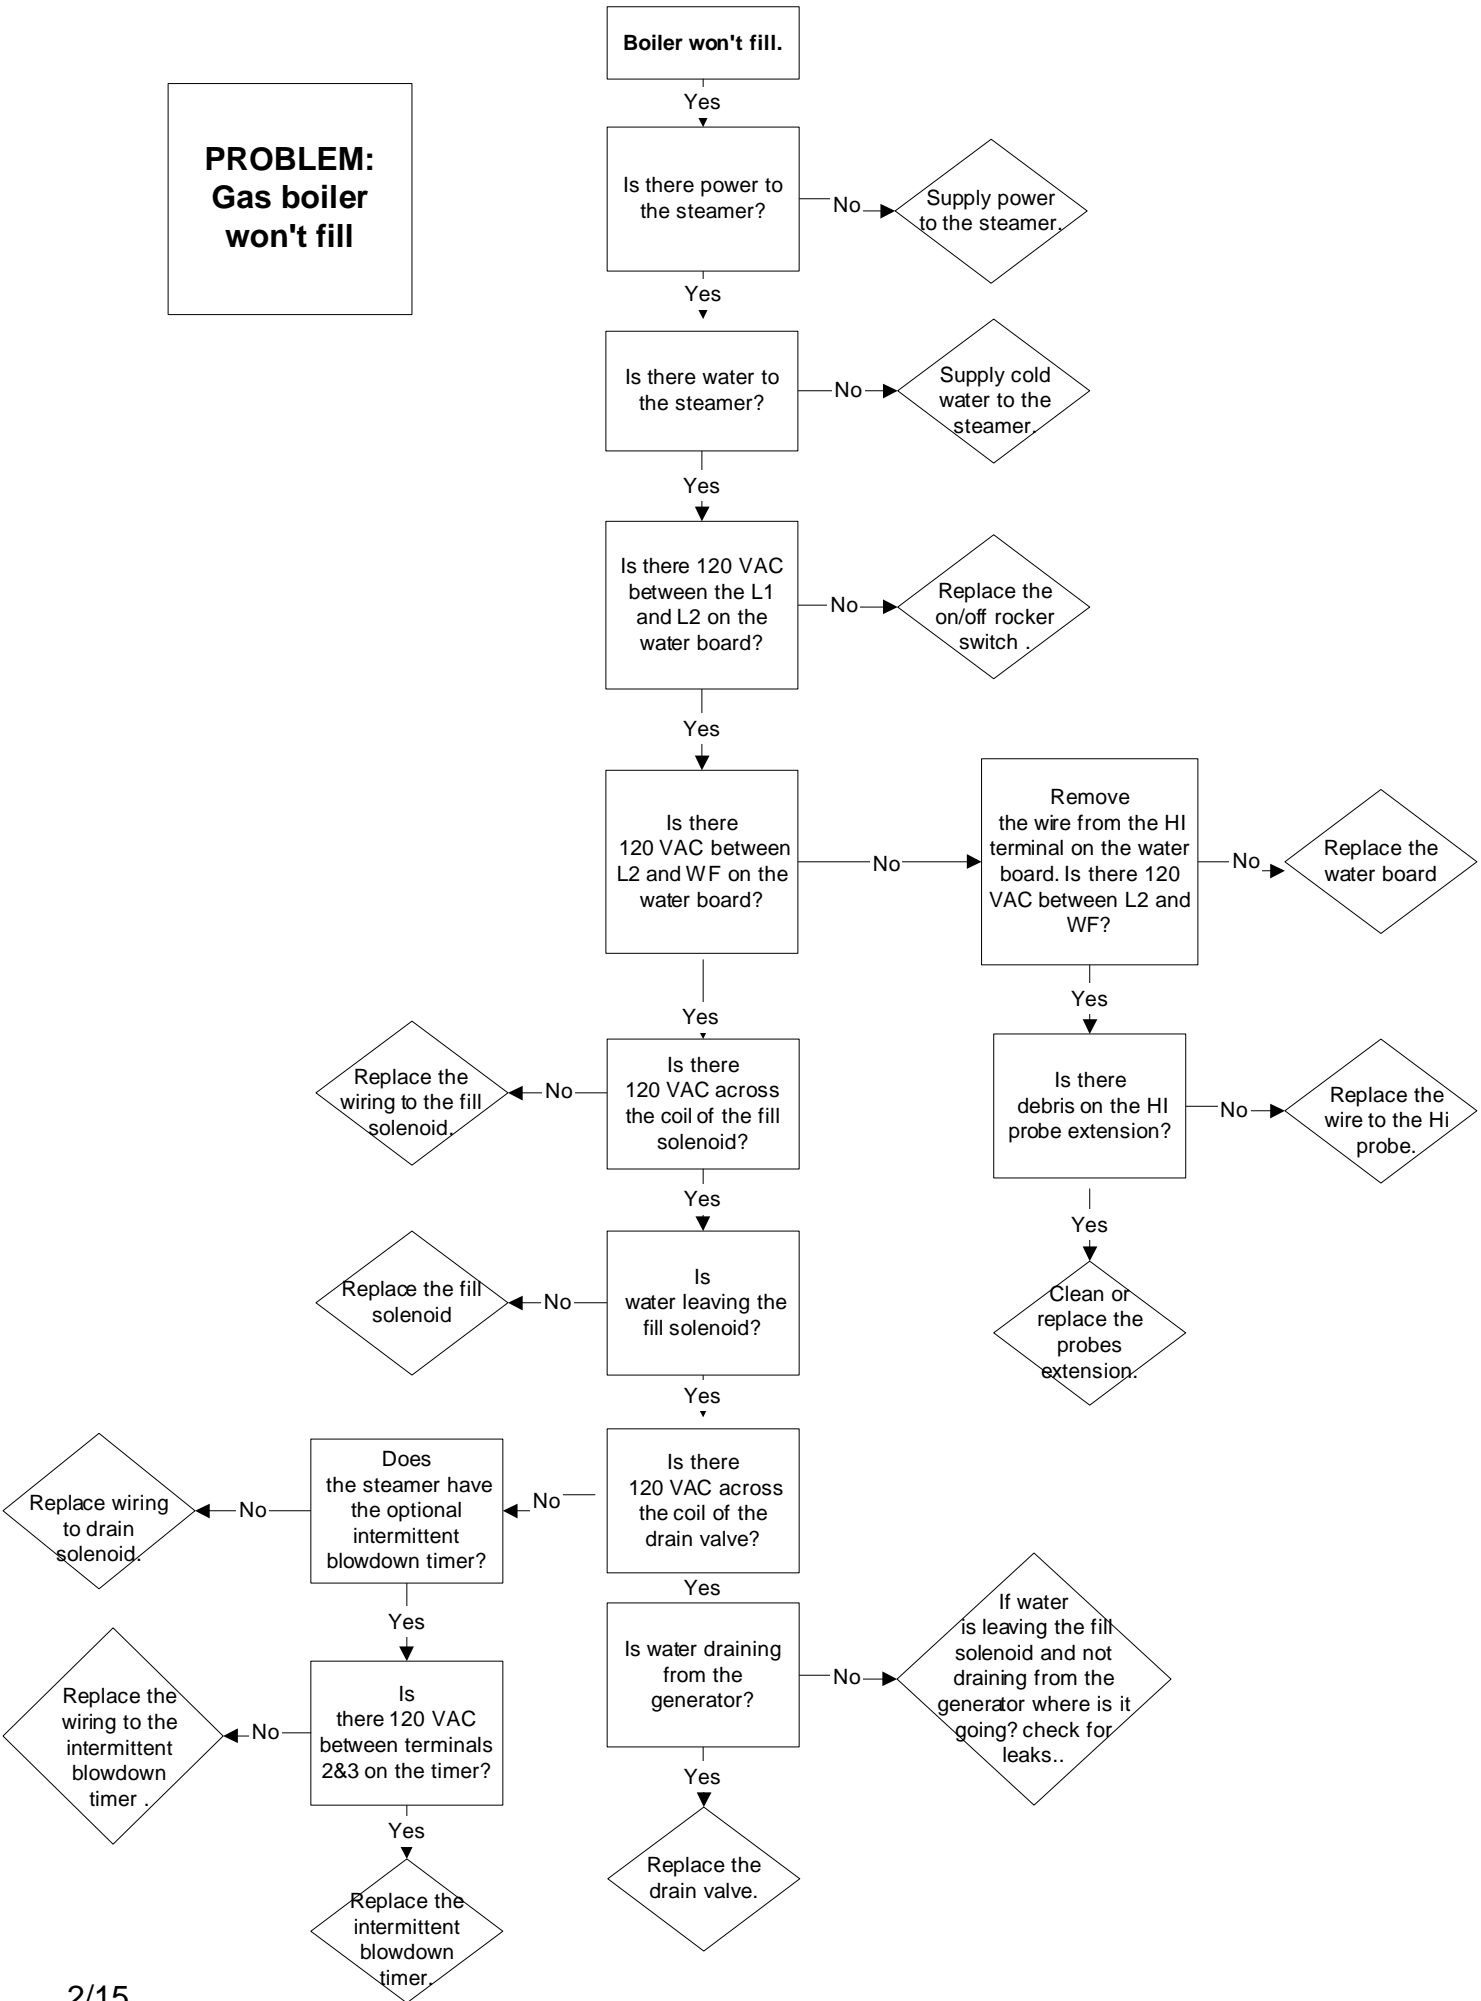 Boiler won't fill.
PROBLEM:
Gas boiler
won't fill
Yes
Is there power to
the steamer?
No
Supply power
to the steamer.
Yes
Is there water to
the steamer?
No
Supply cold
water to the
steamer.
Yes
Is there 120 VAC
between the L1
and L2 on the
water board?
No
Replace the
on/off rocker
switch .
Yes
Is there
120 VAC between
L2 and WF on the
water board?
No
Remove
the wire from the HI
terminal on the water
board. Is there 120
VAC between L2 and
WF?
No
Replace the
water board
Yes
Is there
debris on the HI
probe extension?
No
Replace the
wire to the Hi
probe.
Yes
Clean or
replace the
probes
extension.
Yes
Is there
120 VAC across
the coil of the fill
solenoid?
No
Replace the
wiring to the fill
solenoid.
Yes
Is
water leaving the
fill solenoid?
No
Replace the fill
solenoid
Yes
Is there
120 VAC across
the coil of the
drain valve?
No
Does
the steamer have
the optional
intermittent
blowdown timer?
No
Replace wiring
to drain
solenoid.
Yes
Is
there 120 VAC
between terminals
2&3 on the timer?
No
Replace the
wiring to the
intermittent
blowdown
timer .
Yes
Replace the
intermittent
blowdown
timer.
Yes
Is water draining
from the
generator?
No
If water
is leaving the fill
solenoid and not
draining from the
generator where is it
going? check for
leaks..
Yes
Replace the
drain valve.
2/15